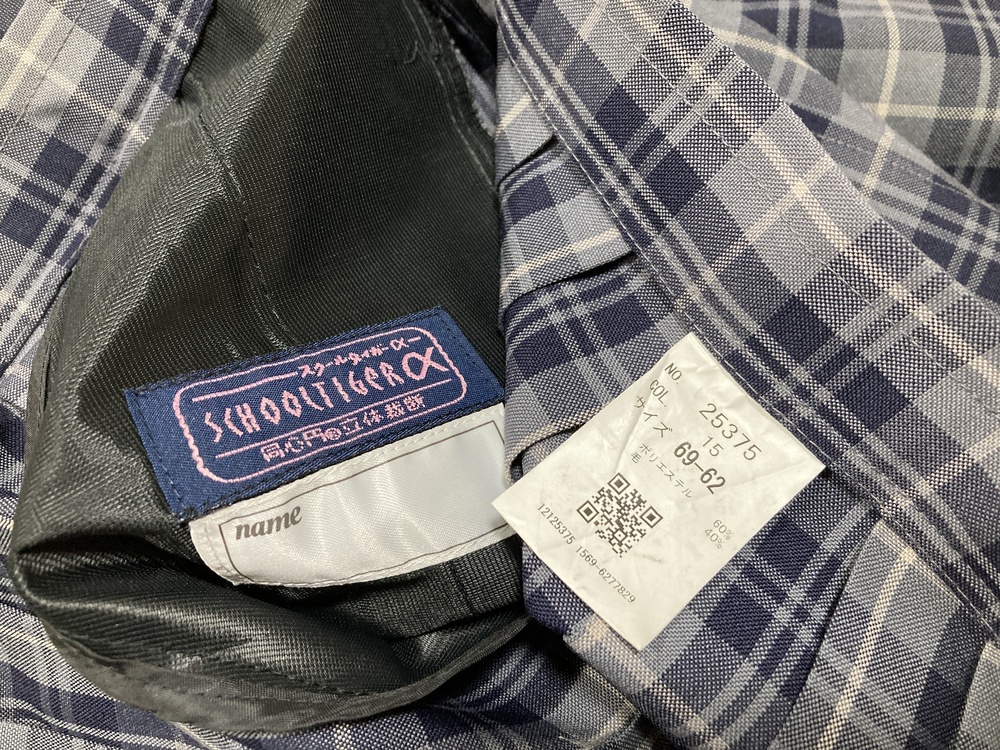 スクールタイガーα
SCHOOLTIGER α
同心円の立体裁断
name
NO. 25375
COL. 15
サイズ 69-62
ポリエステル 60%
毛 40%
12125375 1569-6277829